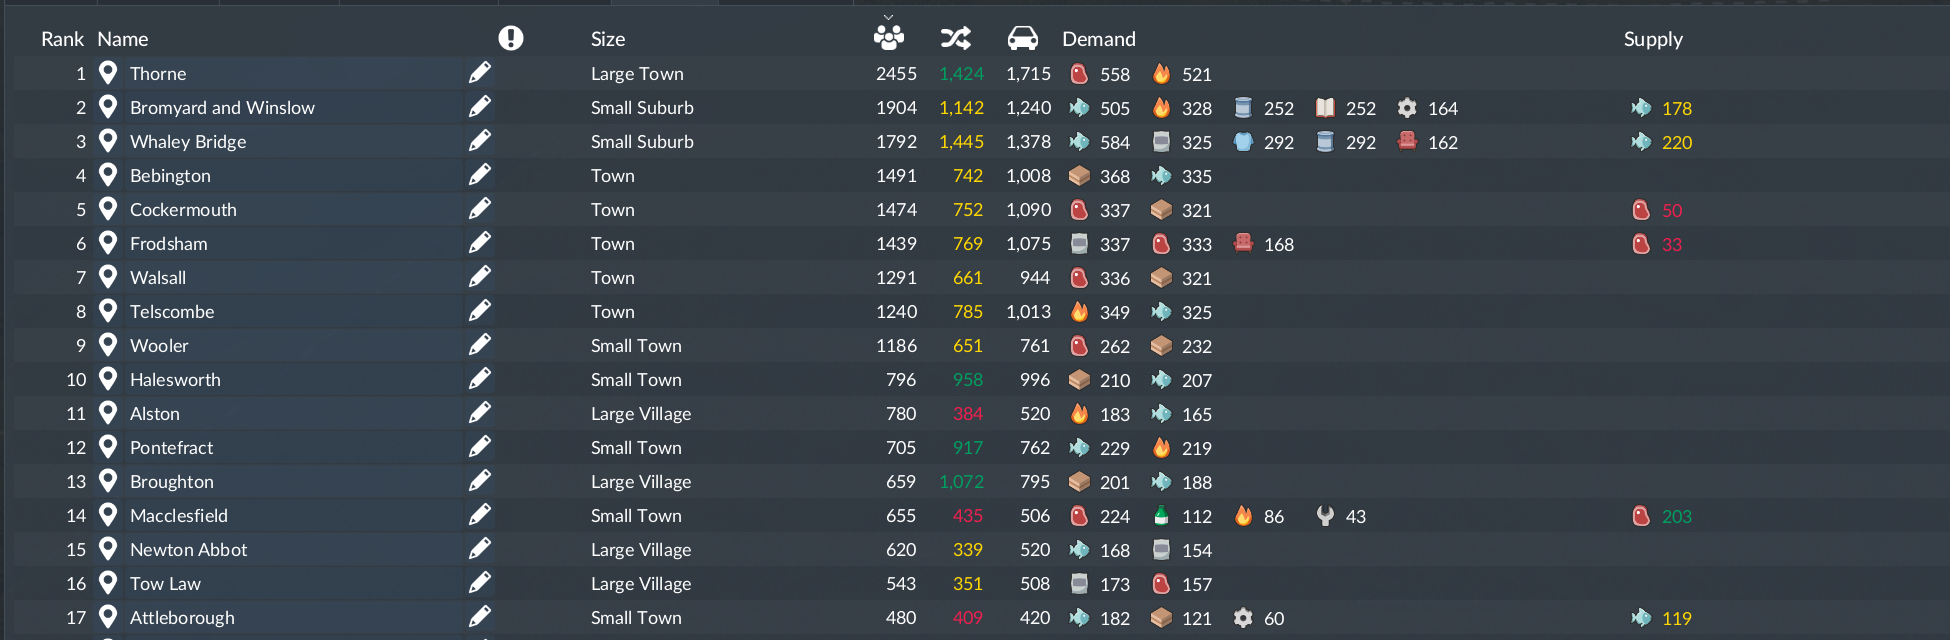 Rank Name Size Demand Supply
1 Thorne Large Town 2455 1,424 1,715 558 521
2 Bromyard and Winslow Small Suburb 1904 1,142 1,240 505 328 252 252 164 178
3 Whaley Bridge Small Suburb 1792 1,445 1,378 584 325 292 292 162 220
4 Bebington Town 1491 742 1,008 368 335
5 Cockermouth Town 1474 752 1,090 337 321 50
6 Frodsham Town 1439 769 1,075 337 333 168 33
7 Walsall Town 1291 661 944 336 321
8 Telscombe Town 1240 785 1,013 349 325
9 Wooler Small Town 1186 651 761 262 232
10 Halesworth Small Town 796 958 996 210 207
11 Alston Large Village 780 384 520 183 165
12 Pontefract Small Town 705 917 762 229 219
13 Broughton Large Village 659 1,072 795 201 188
14 Macclesfield Small Town 655 435 506 224 112 86 43 203
15 Newton Abbot Large Village 620 339 520 168 154
16 Tow Law Large Village 543 351 508 173 157
17 Attleborough Small Town 480 409 420 182 121 60 119